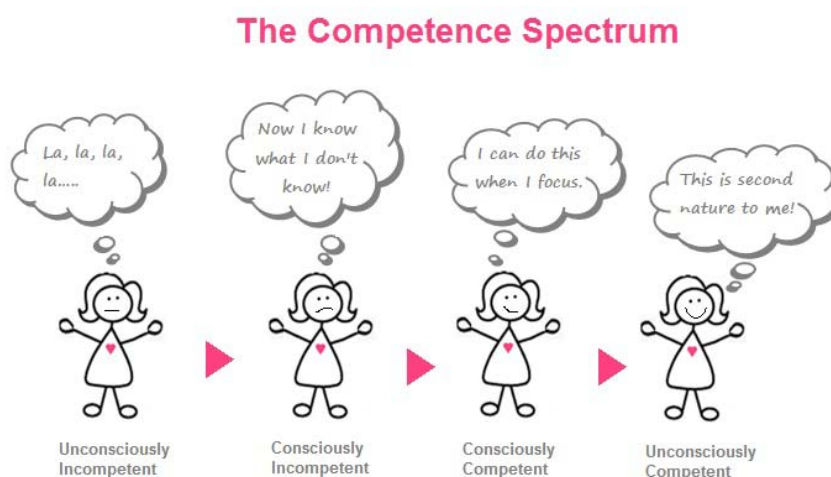 The Competence Spectrum
La, la, la,
la.....
Now I know
what I don't
know!
I can do this
when I focus.
This is second
nature to me!
Unconsciously
Incompetent
Consciously
Incompetent
Consciously
Competent
Unconsciously
Competent